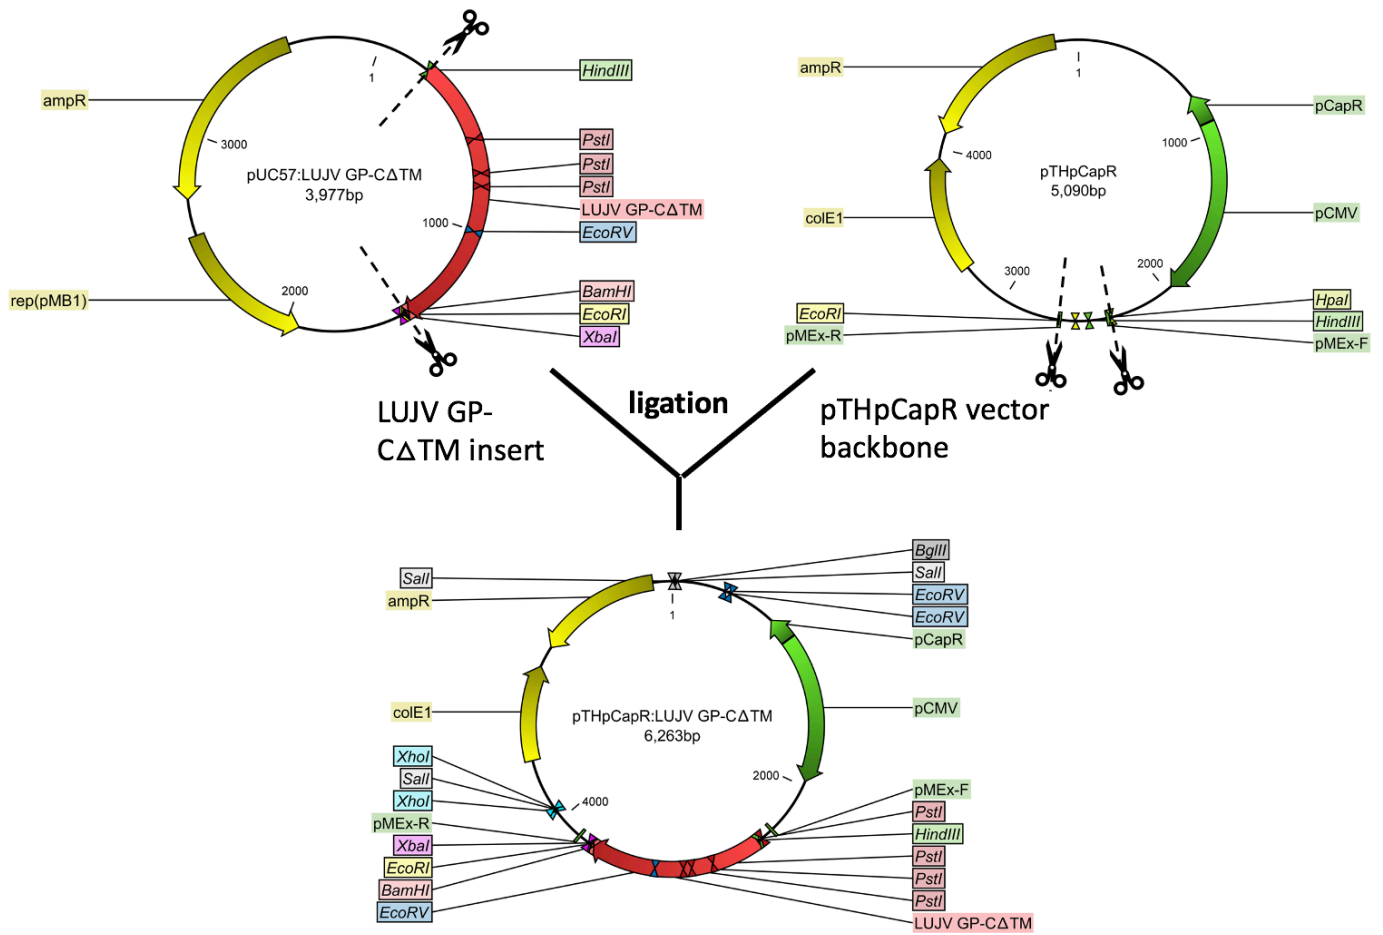 HindIII
ampR
PstI
PstI
PstI
LUJV GP-CΔTM
EcoRV
BamHI
EcoRI
XbaI
rep(pMB1)
1
3000
1000
2000
pUC57:LUJV GP-CΔTM
3,977bp
ampR
1
pCapR
1000
4000
pTHpCapR
5,090bp
colE1
pCMV
3000
2000
HpaI
EcoRI
HindIII
pMEx-R
pMEx-F
LUJV GP-
CΔTM insert
ligation
pTHpCapR vector
backbone
BglII
SalI
SalI
ampR
EcoRV
EcoRV
1
pCapR
colE1
pTHpCapR:LUJV GP-CΔTM
6,263bp
pCMV
XhoI
SalI
XhoI
pMEx-R
XbaI
EcoRI
BamHI
EcoRV
4000
2000
pMEx-F
PstI
HindIII
PstI
PstI
PstI
LUJV GP-CΔTM